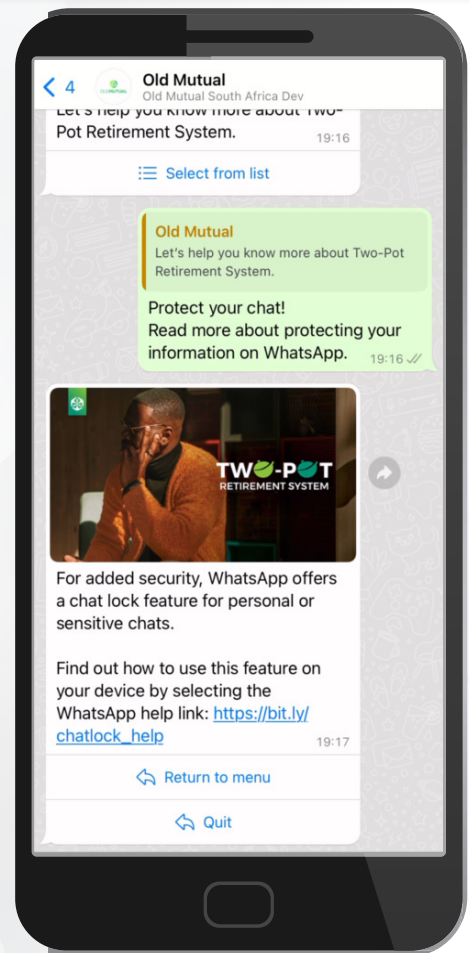 4
Old Mutual
Old Mutual South Africa Dev
Let's help you know more about Two-
Pot Retirement System.
19:16
Select from list
Old Mutual
Let's help you know more about Two-Pot
Retirement System.
Protect your chat!
Read more about protecting your
information on WhatsApp.
19:16
TWO-POT
RETIREMENT SYSTEM
For added security, WhatsApp offers
a chat lock feature for personal or
sensitive chats.
Find out how to use this feature on
your device by selecting the
WhatsApp help link: https://bit.ly/
chatlock_help
19:17
Return to menu
Quit